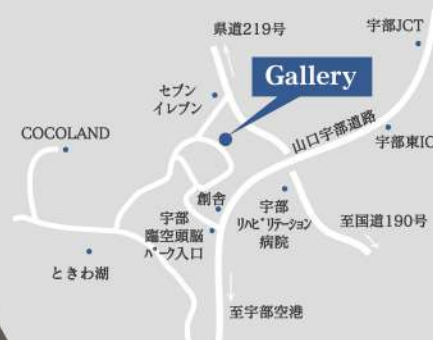 県道219号
宇部JCT
セブン
イレブン
Gallery
COCOLAND
山口宇部道路
宇部東IC
創舎
宇部
臨空頭脳
パーク入口
宇部
リハビリテーション
病院
至国道190号
ときわ湖
至宇部空港